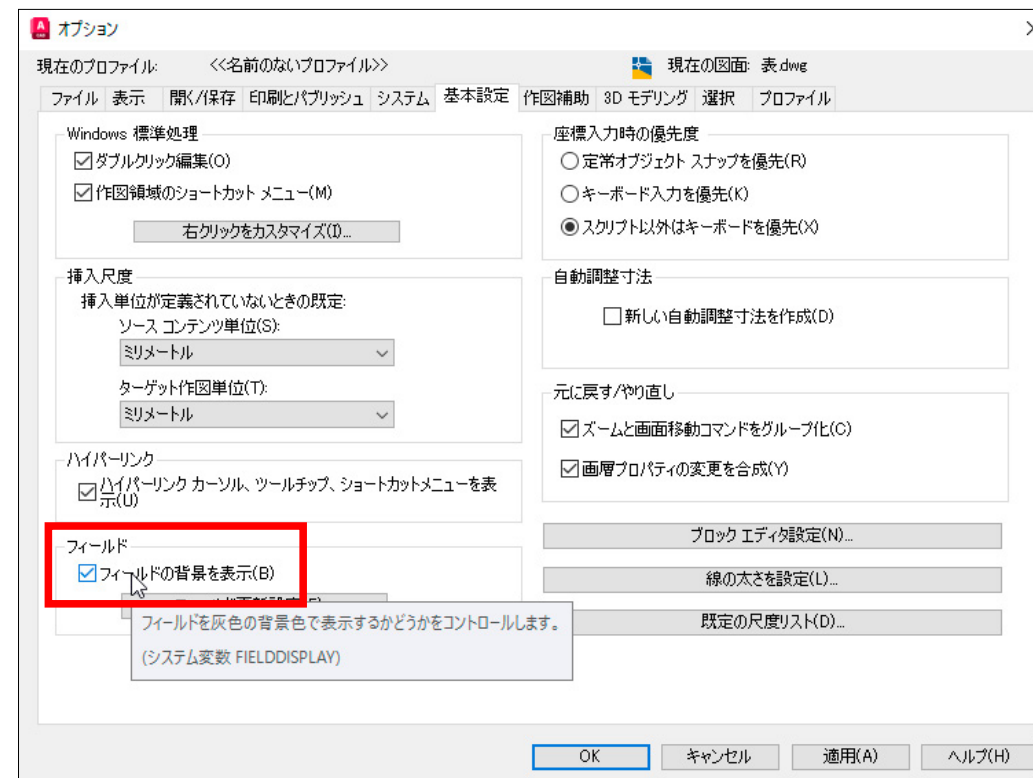 オプション
現在のプロファイル: <<名前のないプロファイル>> 現在の図面: 表.dwg
ファイル 表示 開く/保存 印刷とパブリッシュ システム 基本設定 作図補助 3D モデリング 選択 プロファイル
Windows 標準処理
ダブルクリック編集(O)
作図領域のショートカット メニュー(M)
右クリックをカスタマイズ(I)...
挿入尺度
挿入単位が定義されていないときの既定:
ソース コンテンツ単位(S):
ミリメートル
ターゲット作図単位(T):
ミリメートル
ハイパーリンク
ハイパーリンク カーソル、ツールチップ、ショートカットメニューを表
示(U)
フィールド
フィールドの背景を表示(B)
フィールドを灰色の背景色で表示するかどうかをコントロールします。
(システム変数 FIELDDISPLAY)
座標入力時の優先度
定常オブジェクト スナップを優先(R)
キーボード入力を優先(K)
スクリプト以外はキーボードを優先(X)
自動調整寸法
新しい自動調整寸法を作成(D)
元に戻す/やり直し
ズームと画面移動コマンドをグループ化(C)
画層プロパティの変更を合成(Y)
ブロック エディタ設定(N)...
線の太さを設定(L)...
既定の尺度リスト(D)...
OK キャンセル 適用(A) ヘルプ(H)